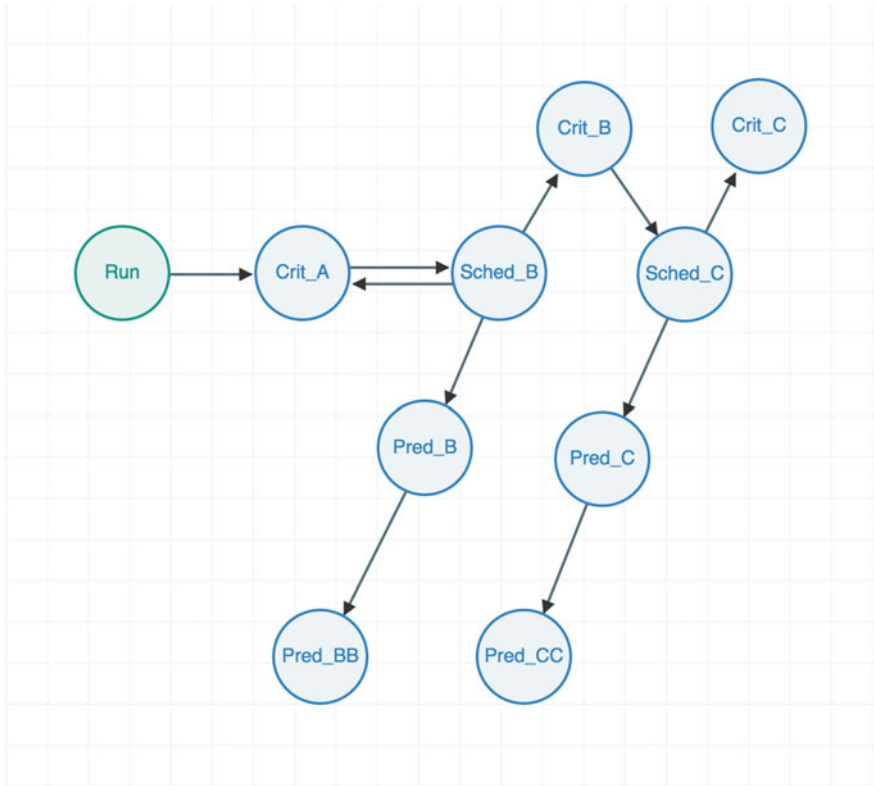 Crit_B
Crit_C
Run
Crit_A
Sched_B
Sched_C
Pred_B
Pred_C
Pred_BB
Pred_CC